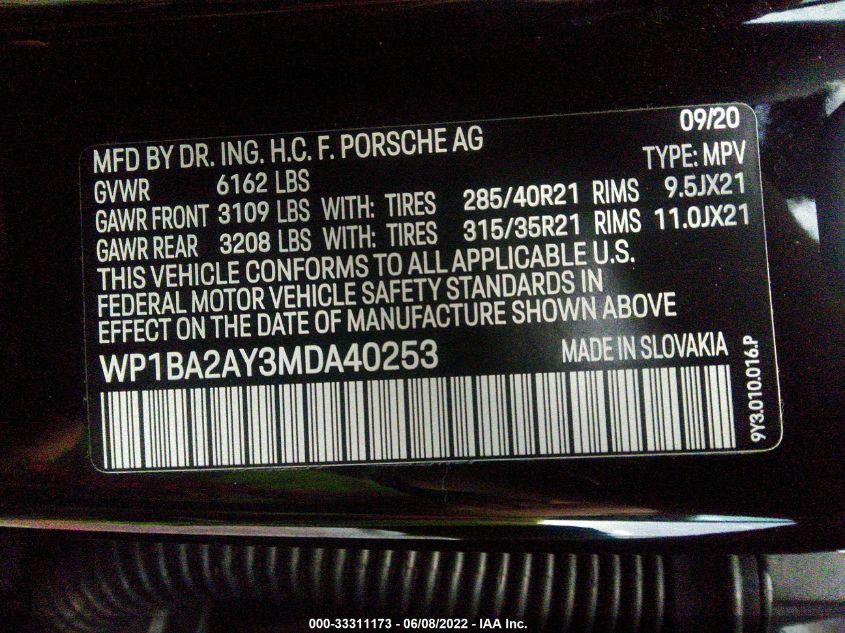 09/20
MFD BY DR. ING. H.C. F. PORSCHE AG
TYPE: MPV
GVWR 6162 LBS
GAWR FRONT 3109 LBS WITH: TIRES 285/40R21 RIMS 9.5JX21
GAWR REAR 3208 LBS WITH: TIRES 315/35R21 RIMS 11.0JX21
THIS VEHICLE CONFORMS TO ALL APPLICABLE U.S.
FEDERAL MOTOR VEHICLE SAFETY STANDARDS IN
EFFECT ON THE DATE OF MANUFACTURE SHOWN ABOVE
WP1BA2AY3MDA40253 MADE IN SLOVAKIA
9Y3.010.016.P
000-33311173 - 06/08/2022 - IAA Inc.